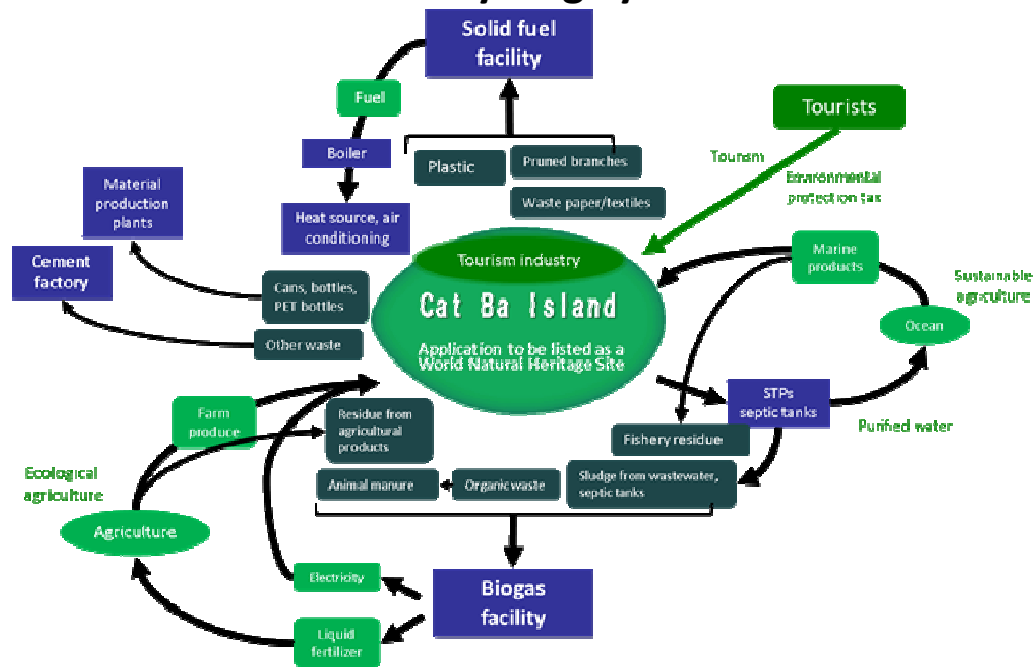 Solid fuel
facility
Fuel
Tourists
Boiler
Plastic
Pruned branches
Tourism
Environmental
protection tax
Waste paper/textiles
Material
production
plants
Heat source, air
conditioning
Marine
products
Tourism industry
Cement
factory
Cans, bottles,
PET bottles
Cat Ba Island
Sustainable
agriculture
Ocean
Other waste
Application to be listed as a
World Natural Heritage Site
STPs
septic tanks
Farm
produce
Residue from
agricultural
products
Fishery residue
Purified water
Ecological
agriculture
Animal manure
Organic waste
Sludge from wastewater,
septic tanks
Agriculture
Electricity
Biogas
facility
Liquid
fertilizer